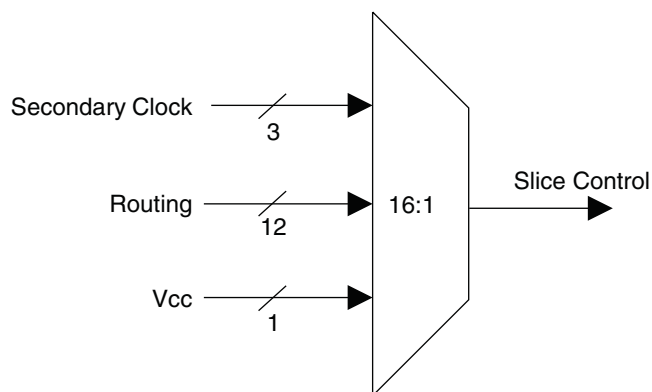 Secondary Clock
3
Routing
12
Vcc
1
16:1
Slice Control